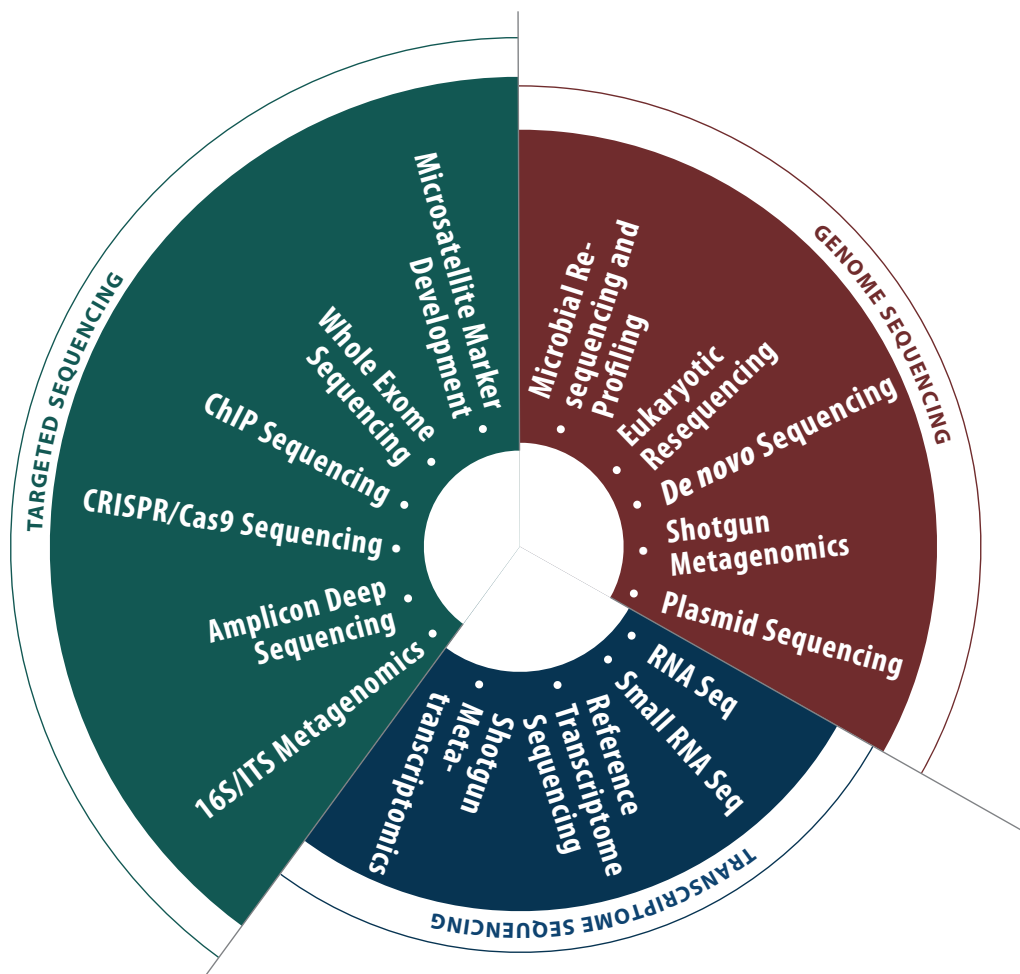 TARGETED SEQUENCING
Microsatellite Marker
Development
Whole Exome
Sequencing
ChIP Sequencing
CRISPR/Cas9 Sequencing
Amplicon Deep
Sequencing
16S/ITS Metagenomics
GENOME SEQUENCING
Microbial Re-
sequencing and
Profiling
Eukaryotic
Resequencing
De novo Sequencing
Shotgun
Metagenomics
Plasmid Sequencing
TRANSCRIPTOME SEQUENCING
RNA Seq
Small RNA Seq
Reference
Transcriptome
Sequencing
Shotgun
Meta-
transcriptomics